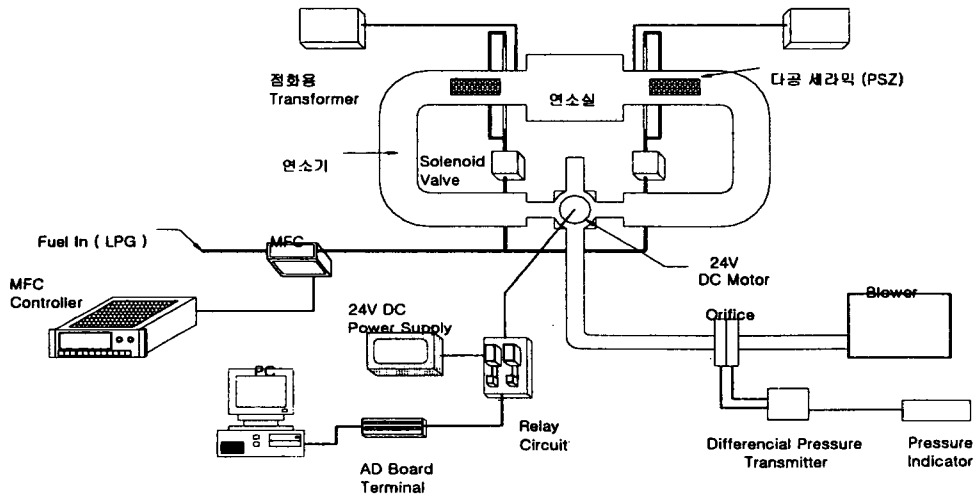 점화용
Transformer
연소실
다공 세라믹 (PSZ)
연소기
Solenoid
Valve
Fuel In ( LPG )
MFC
MFC
Controller
24V
DC Motor
Blower
24V DC
Power Supply
Orifice
PC
Relay
Circuit
Differencial Pressure
Transmitter
Pressure
Indicator
AD Board
Terminal